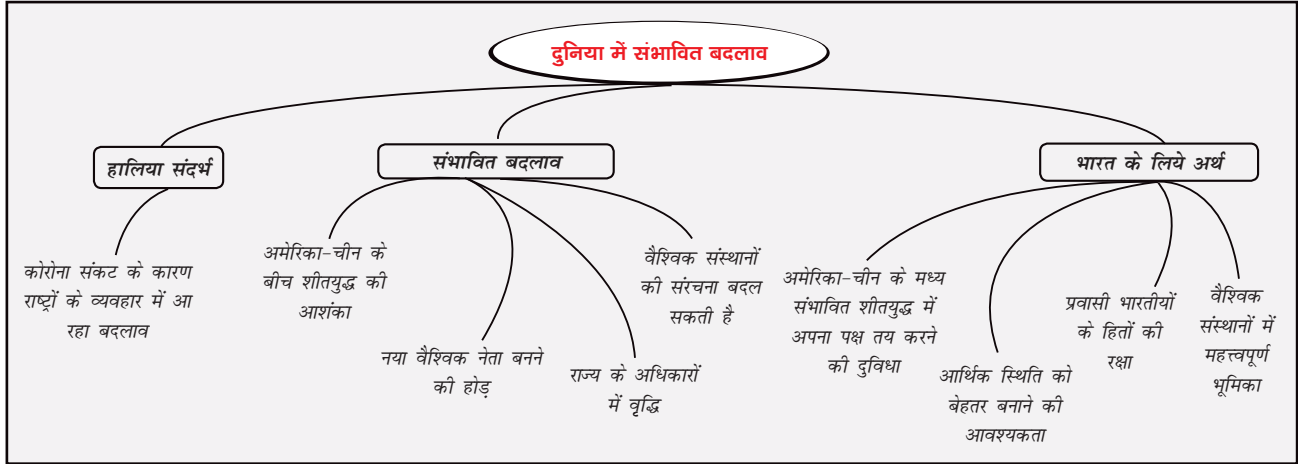 दुनिया में संभावित बदलाव
हालिया संदर्भ
कोरोना संकट के कारण
राष्ट्रों के व्यवहार में आ
रहा बदलाव
संभावित बदलाव
अमेरिका-चीन के
बीच शीतयुद्ध की
आशंका
नया वैश्विक नेता बनने
की होड़
राज्य के अधिकारों
में वृद्धि
वैश्विक संस्थानों
की संरचना बदल
सकती है
भारत के लिये अर्थ
अमेरिका-चीन के मध्य
संभावित शीतयुद्ध में
अपना पक्ष तय करने
की दुविधा
आर्थिक स्थिति को
बेहतर बनाने की
आवश्यकता
प्रवासी भारतीयों
के हितों की
रक्षा
वैश्विक
संस्थानों में
महत्त्वपूर्ण
भूमिका